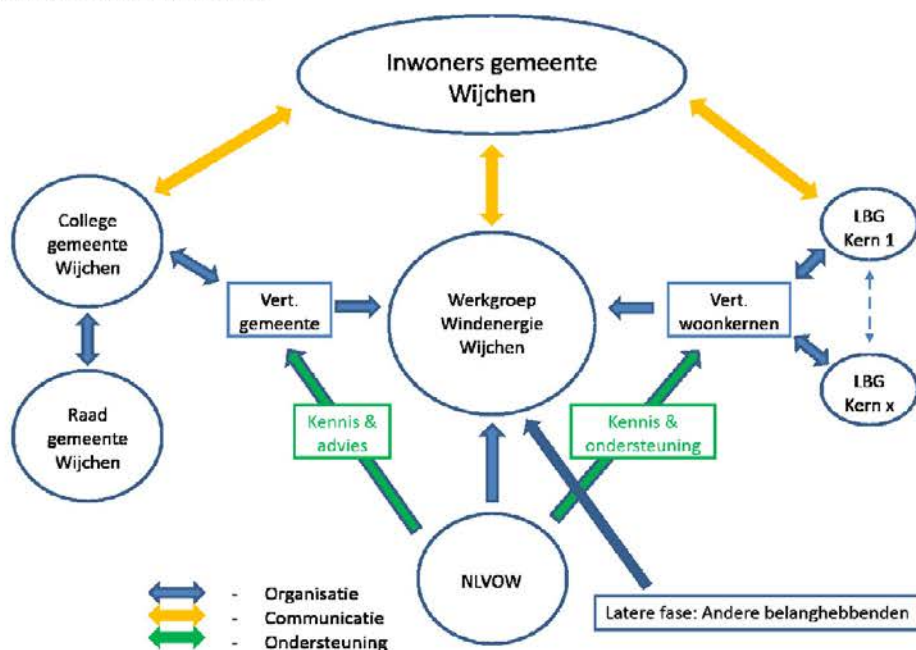 Inwoners gemeente
Wijchen
College
gemeente
Wijchen
LBG
Kern 1
Vert.
gemeente
Werkgroep
Windenergie
Wijchen
Vert.
woonkernen
Raad
gemeente
Wijchen
LBG
Kern x
Kennis &
advies
Kennis &
ondersteuning
NLVOW
- Organisatie
- Communicatie
- Ondersteuning
Latere fase: Andere belanghebbenden